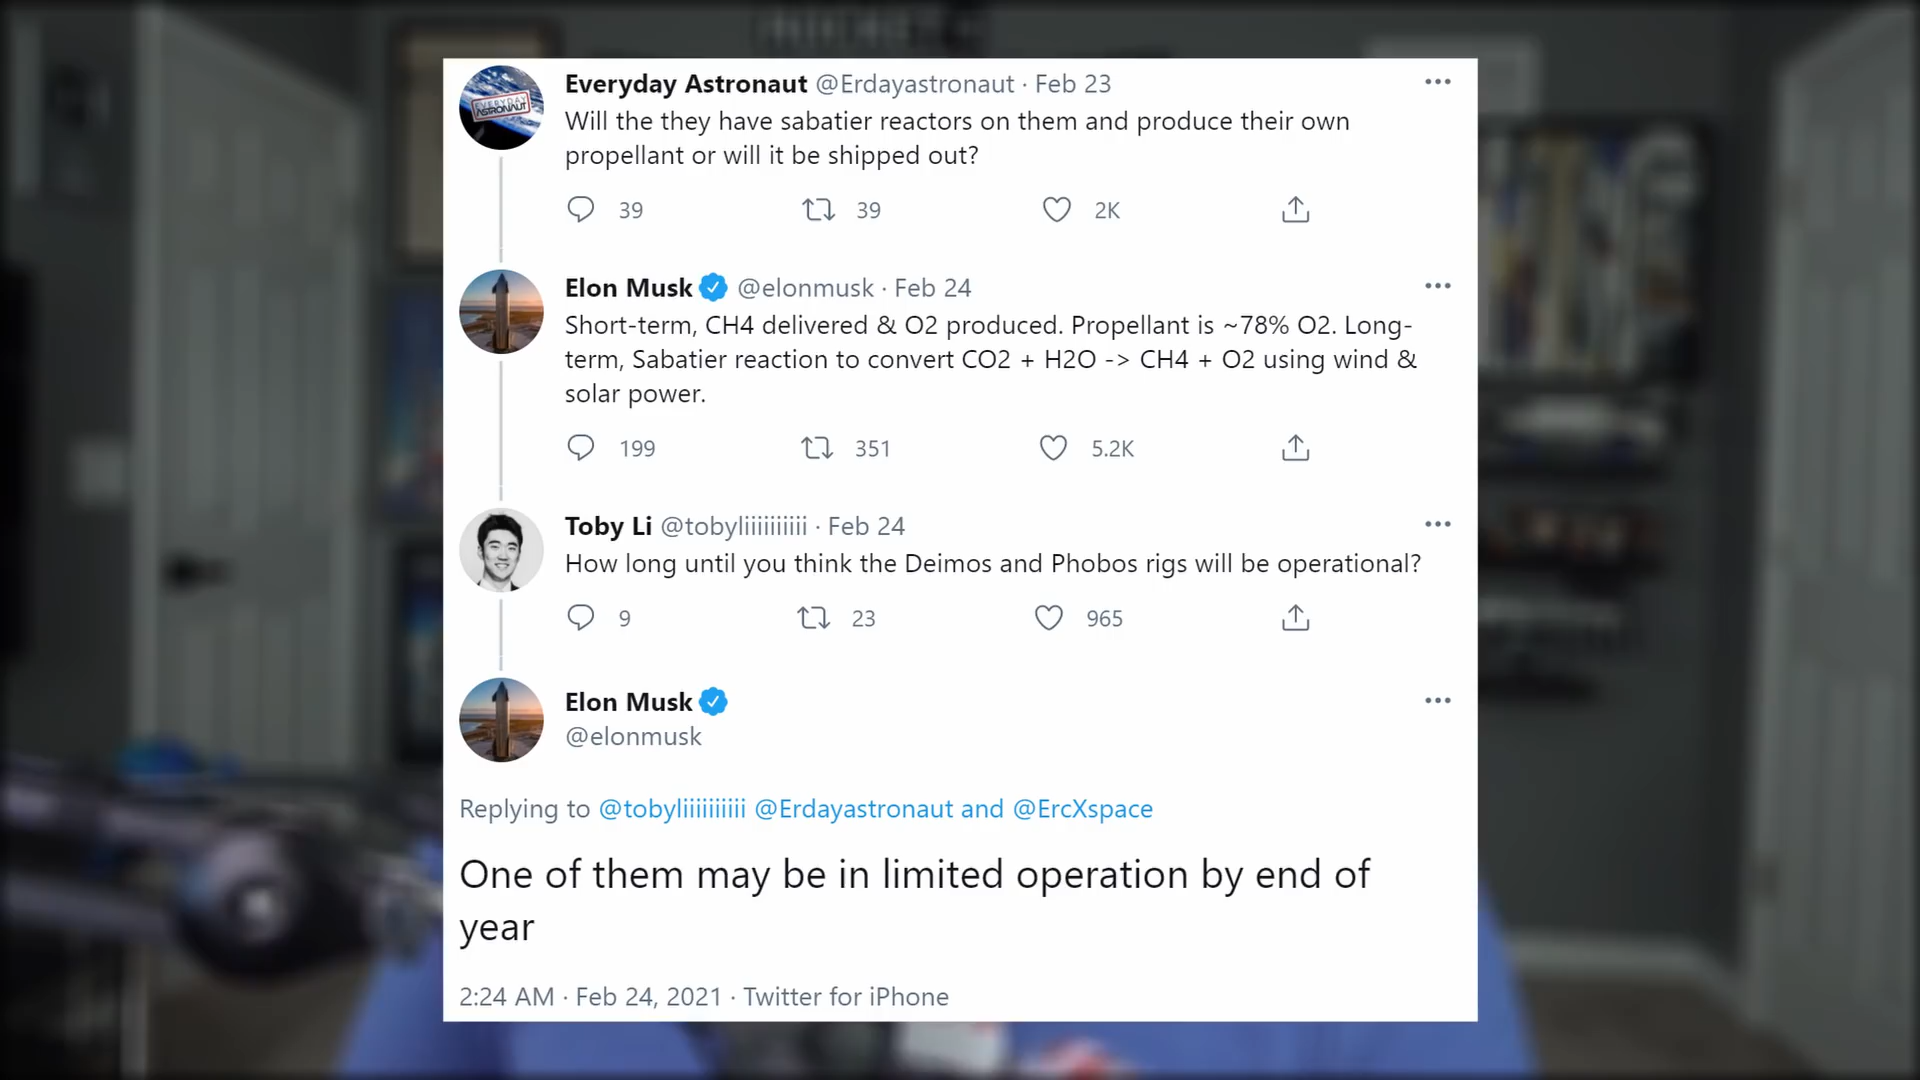 Everyday Astronaut @Erdayastronaut · Feb 23
Will the they have sabatier reactors on them and produce their own
propellant or will it be shipped out?
39 39 2K
EVERYDAY
ASTRONAUT
Elon Musk @elonmusk · Feb 24
Short-term, CH4 delivered & O2 produced. Propellant is ~78% O2. Long-
term, Sabatier reaction to convert CO2 + H2O -> CH4 + O2 using wind &
solar power.
199 351 5.2K
Toby Li @tobyliiiiiiiiii · Feb 24
How long until you think the Deimos and Phobos rigs will be operational?
9 23 965
Elon Musk
@elonmusk
Replying to @tobyliiiiiiiiii @Erdayastronaut and @ErcXspace
One of them may be in limited operation by end of
year
2:24 AM · Feb 24, 2021 · Twitter for iPhone